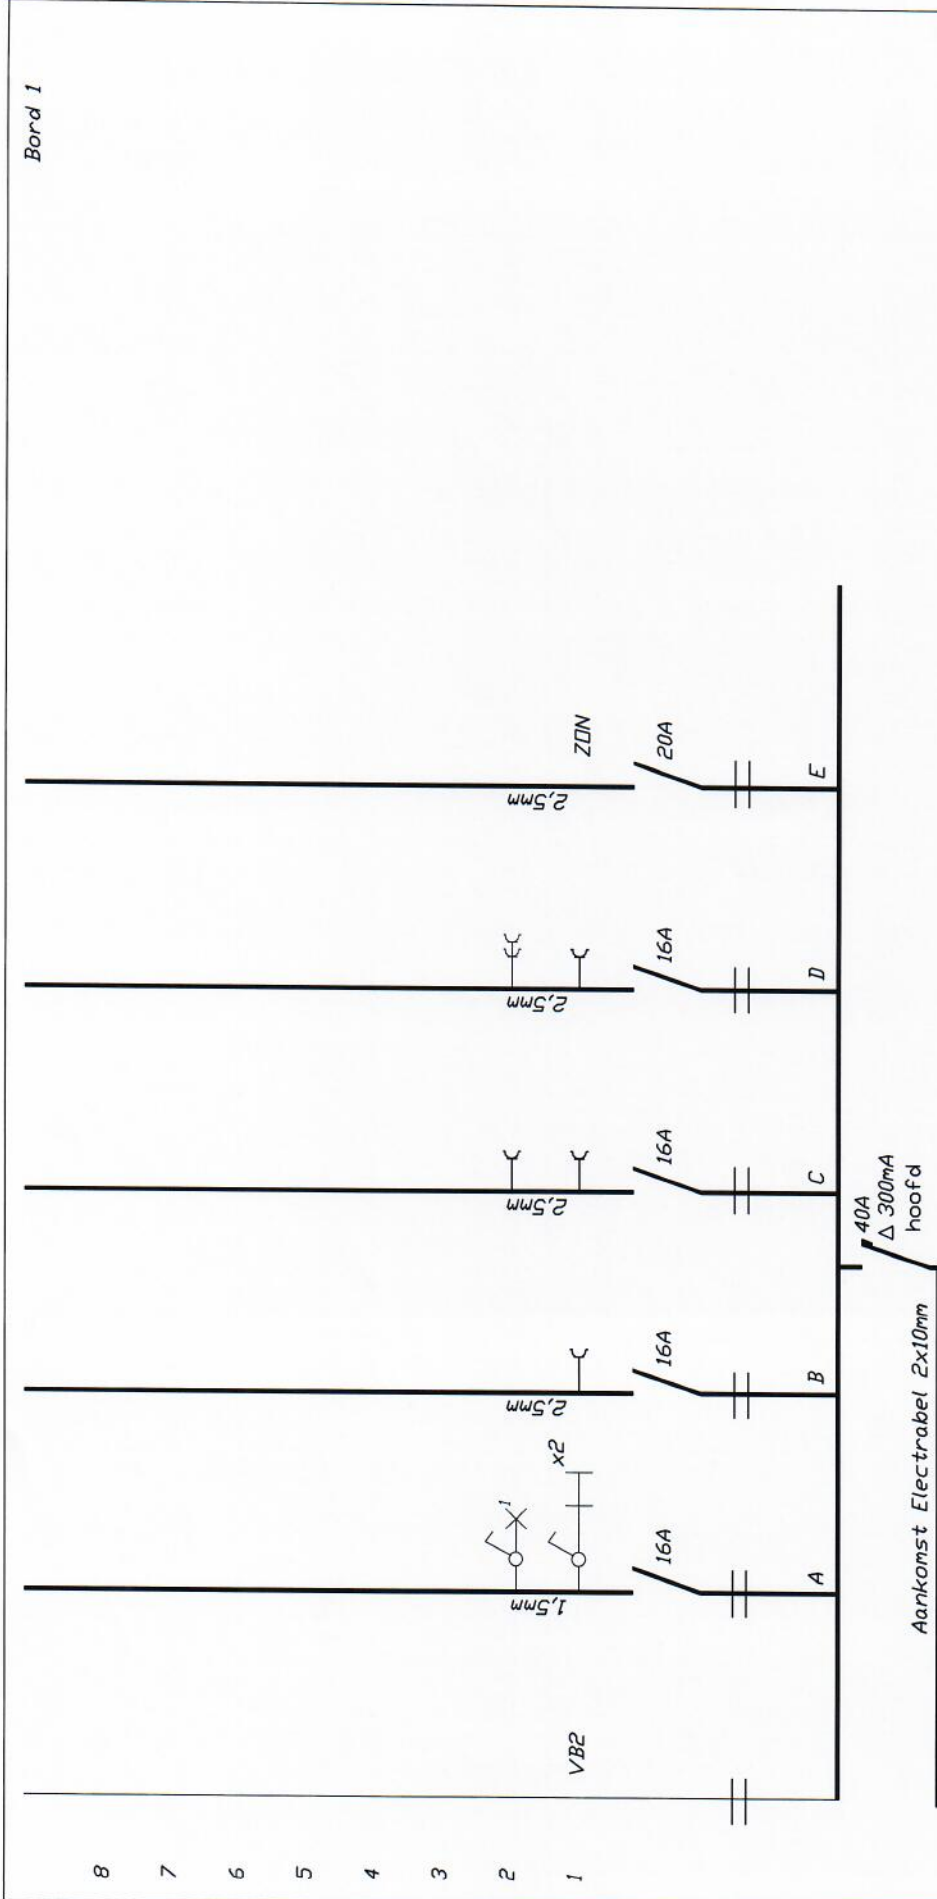 Bord 1
8
7
6
5
4
3
2
1
VB2
1
x2
1,5mm
16A
A
2,5mm
16A
B
2,5mm
16A
C
2,5mm
16A
D
ZON
2,5mm
20A
E
40A
Δ 300mA
hoofd
Aankomst Electrabel 2x10mm